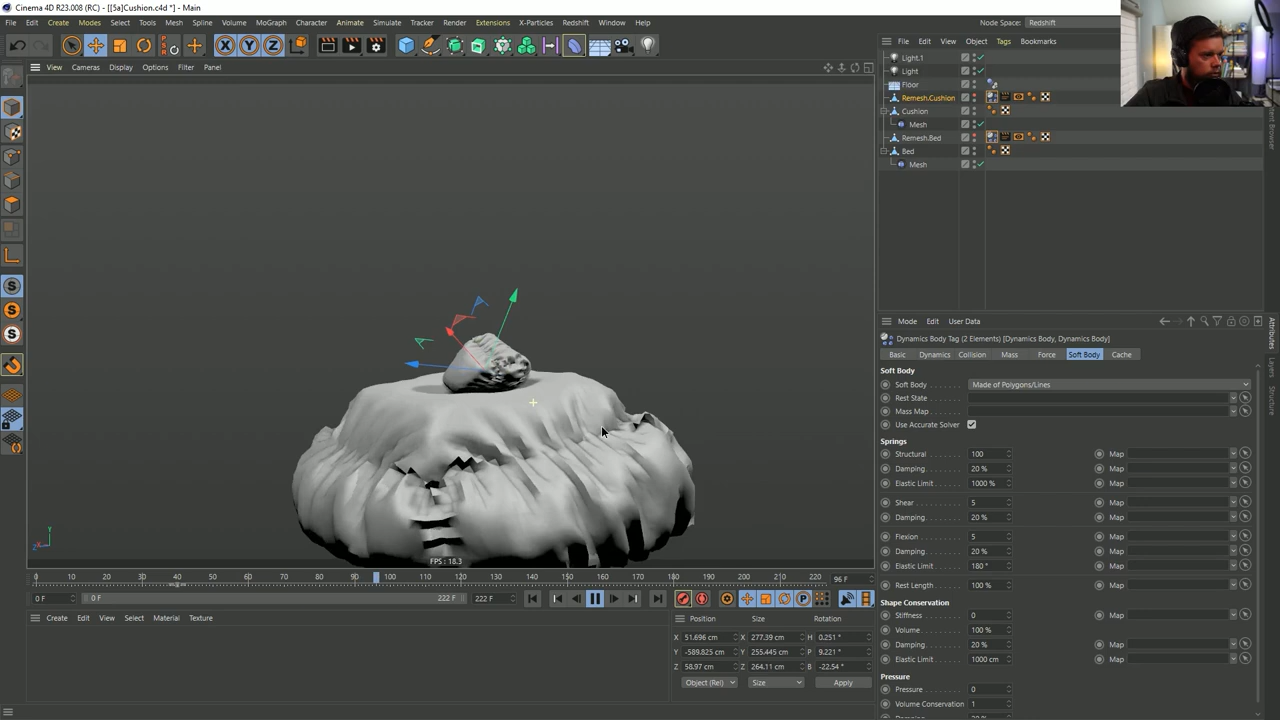 Cinema 4D R23.008 (RC) - [[5a]Cushion.c4d *] - Main
File Edit Create Modes Select Tools Mesh Spline Volume MoGraph Character Animate Simulate Tracker Render Extensions X-Particles Redshift Window Help
Node Space: Redshift
X Y Z
P
View Cameras Display Options Filter Panel
File Edit View Object Tags Bookmarks
Light.1
Light
Floor
Remesh.Cushion
Cushion
Mesh
Remesh.Bed
Bed
Mesh
Mode Edit User Data
Dynamics Body Tag (2 Elements) [Dynamics Body, Dynamics Body]
Basic Dynamics Collision Mass Force Soft Body Cache
Soft Body
Soft Body Made of Polygons/Lines
Rest State
Mass Map
Use Accurate Solver
Springs
Structural 100 Map
Damping 20 % Map
Elastic Limit 1000 % Map
Shear 5 Map
Damping 20 % Map
Flexion 5 Map
Damping 20 % Map
Elastic Limit 180 ° Map
Rest Length 100 % Map
Shape Conservation
Stiffness 0 Map
Volume 100 %
Damping 20 % Map
Elastic Limit 1000 cm Map
Pressure
Pressure 0
Volume Conservation 1
Attributes
Layers
Structure
S
S
S
Y
Z
FPS : 18.3
0 10 20 30 40 50 60 70 80 90 100 110 120 130 140 150 160 170 180 190 200 210 220 96 F
0 F 0 F 222 F 222 F
Create Edit View Select Material Texture
Position Size Rotation
X 51.696 cm X 277.39 cm H 0.251 °
Y -589.825 cm Y 255.445 cm P 9.221 °
Z 58.97 cm Z 264.11 cm B -22.54 °
Object (Rel) Size Apply